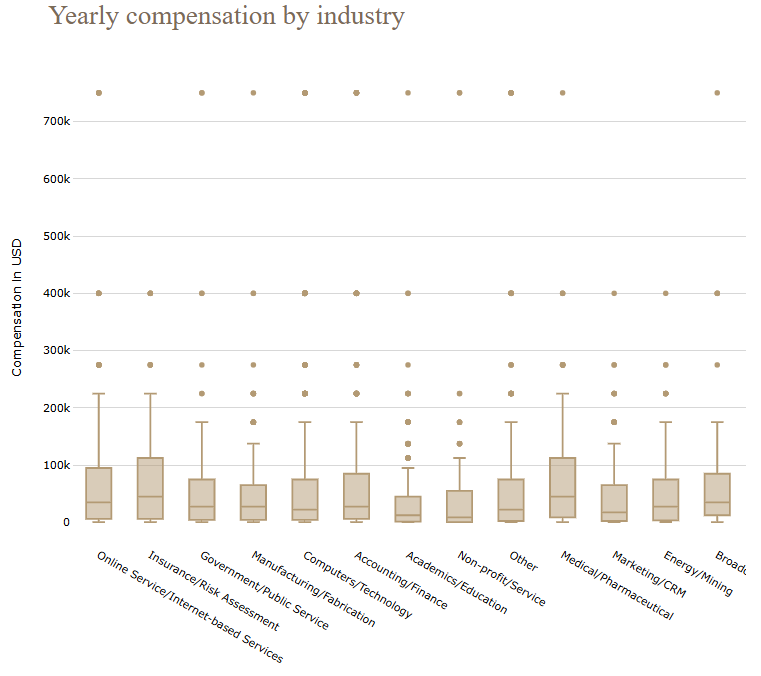 Yearly compensation by industry
Compensation in USD
700k
600k
500k
400k
300k
200k
100k
0
Online Service/Internet-based Services
Insurance/Risk Assessment
Government/Public Service
Manufacturing/Fabrication
Computers/Technology
Accounting/Finance
Academics/Education
Non-profit/Service
Other
Medical/Pharmaceutical
Marketing/CRM
Energy/Mining